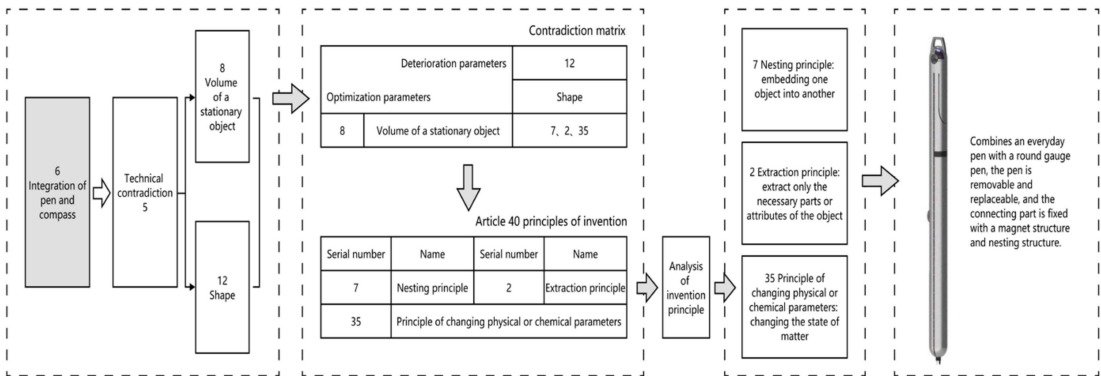 6
Integration of
pen and
compass
Technical
contradiction
5
8
Volume
of a
stationary
object
12
Shape
Contradiction matrix
Deterioration parameters
12
Optimization parameters
Shape
8
Volume of a stationary object
7、2、35
Article 40 principles of invention
Serial number
Name
Serial number
Name
7
Nesting principle
2
Extraction principle
35
Principle of changing physical or chemical parameters
Analysis
of
invention
principle
7 Nesting principle:
embedding one
object into another
2 Extraction principle:
extract only the
necessary parts or
attributes of the object
35 Principle of
changing physical or
chemical parameters:
changing the state of
matter
Combines an everyday
pen with a round gauge
pen, the pen is
removable and
replaceable, and the
connecting part is fixed
with a magnet structure
and nesting structure.